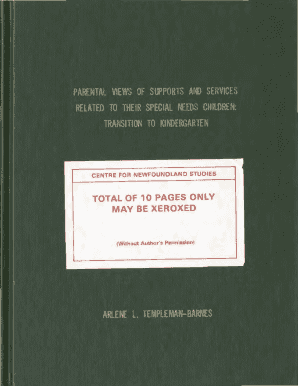 PARENTAL VIEWS OF SUPPORTS AND SERVICES
RELATED TO THEIR SPECIAL NEEDS CHILDREN:
TRANSITION TO KINDERGARTEN
CENTRE FOR NEWFOUNDLAND STUDIES
TOTAL OF 10 PAGES ONLY
MAY BE XEROXED
(Without Author's Permission)
ARLENE L. TEMPLEMAN-BARNES